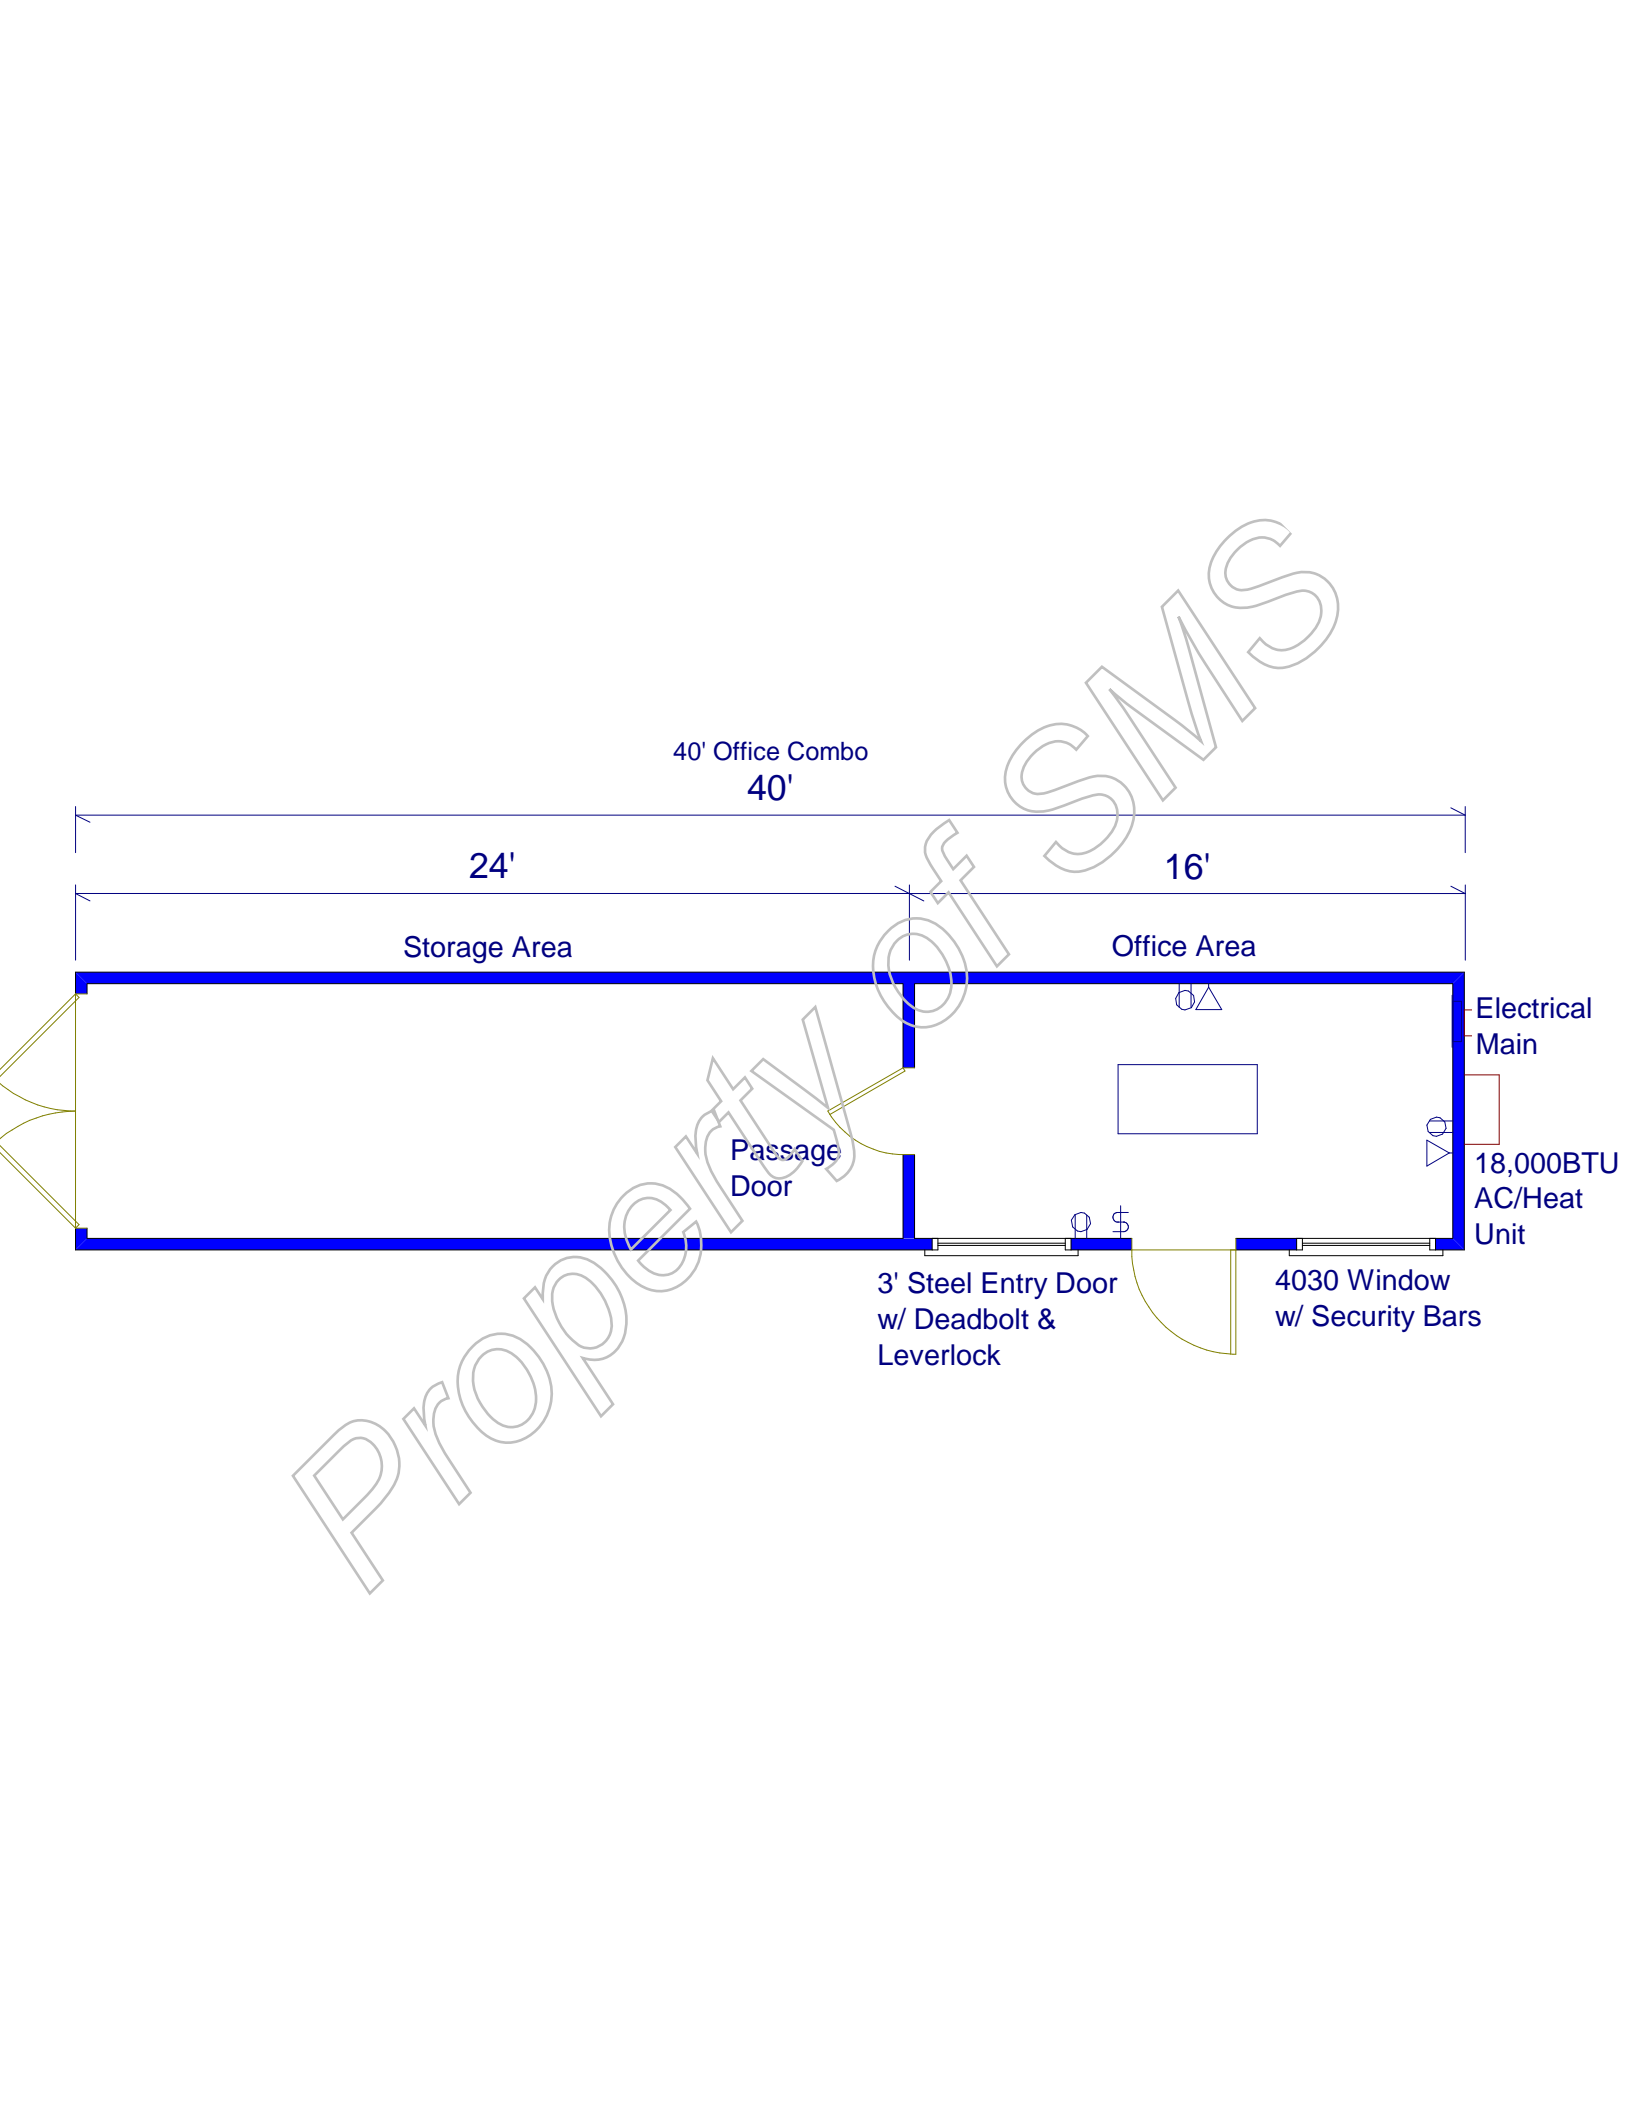 40' Office Combo
40'
24'
16'
Storage Area
Office Area
Electrical
Main
Passage
Door
18,000BTU
AC/Heat
Unit
$
3' Steel Entry Door
w/ Deadbolt &
Leverlock
4030 Window
w/ Security Bars
Property of SMS